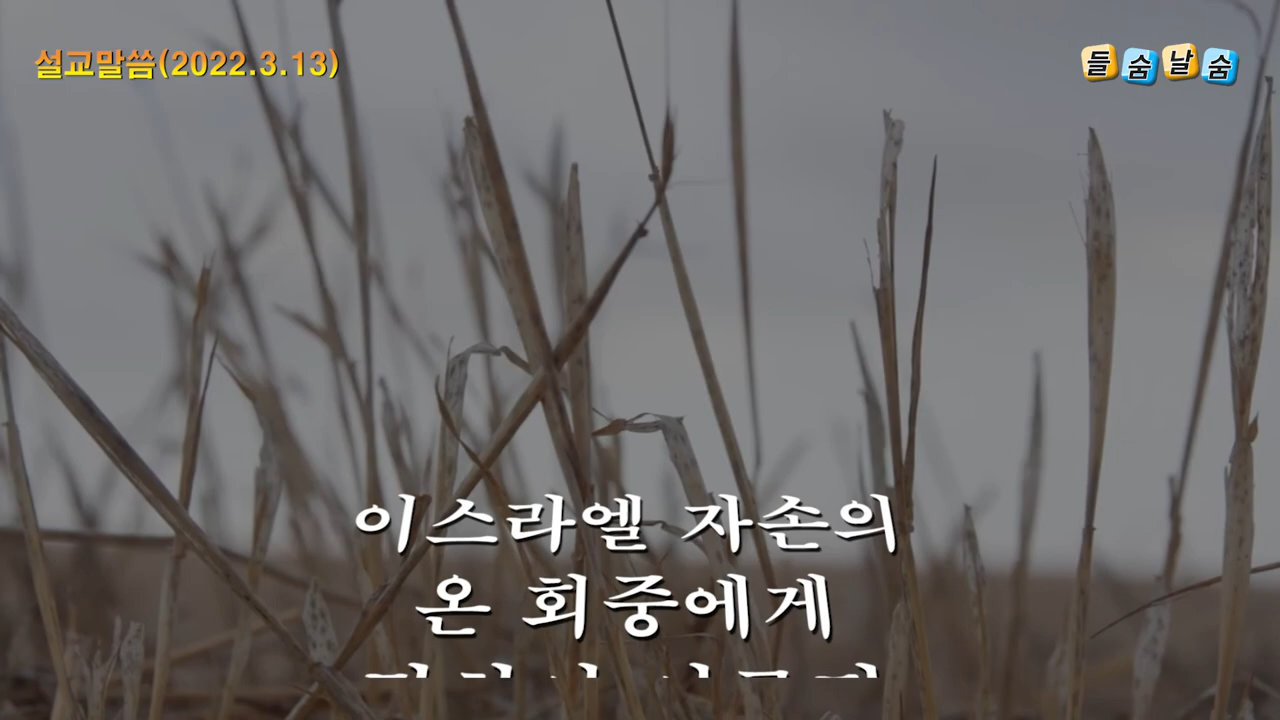 설교말씀(2022.3.13)
들숨날숨
이스라엘 자손의
온 회중에게